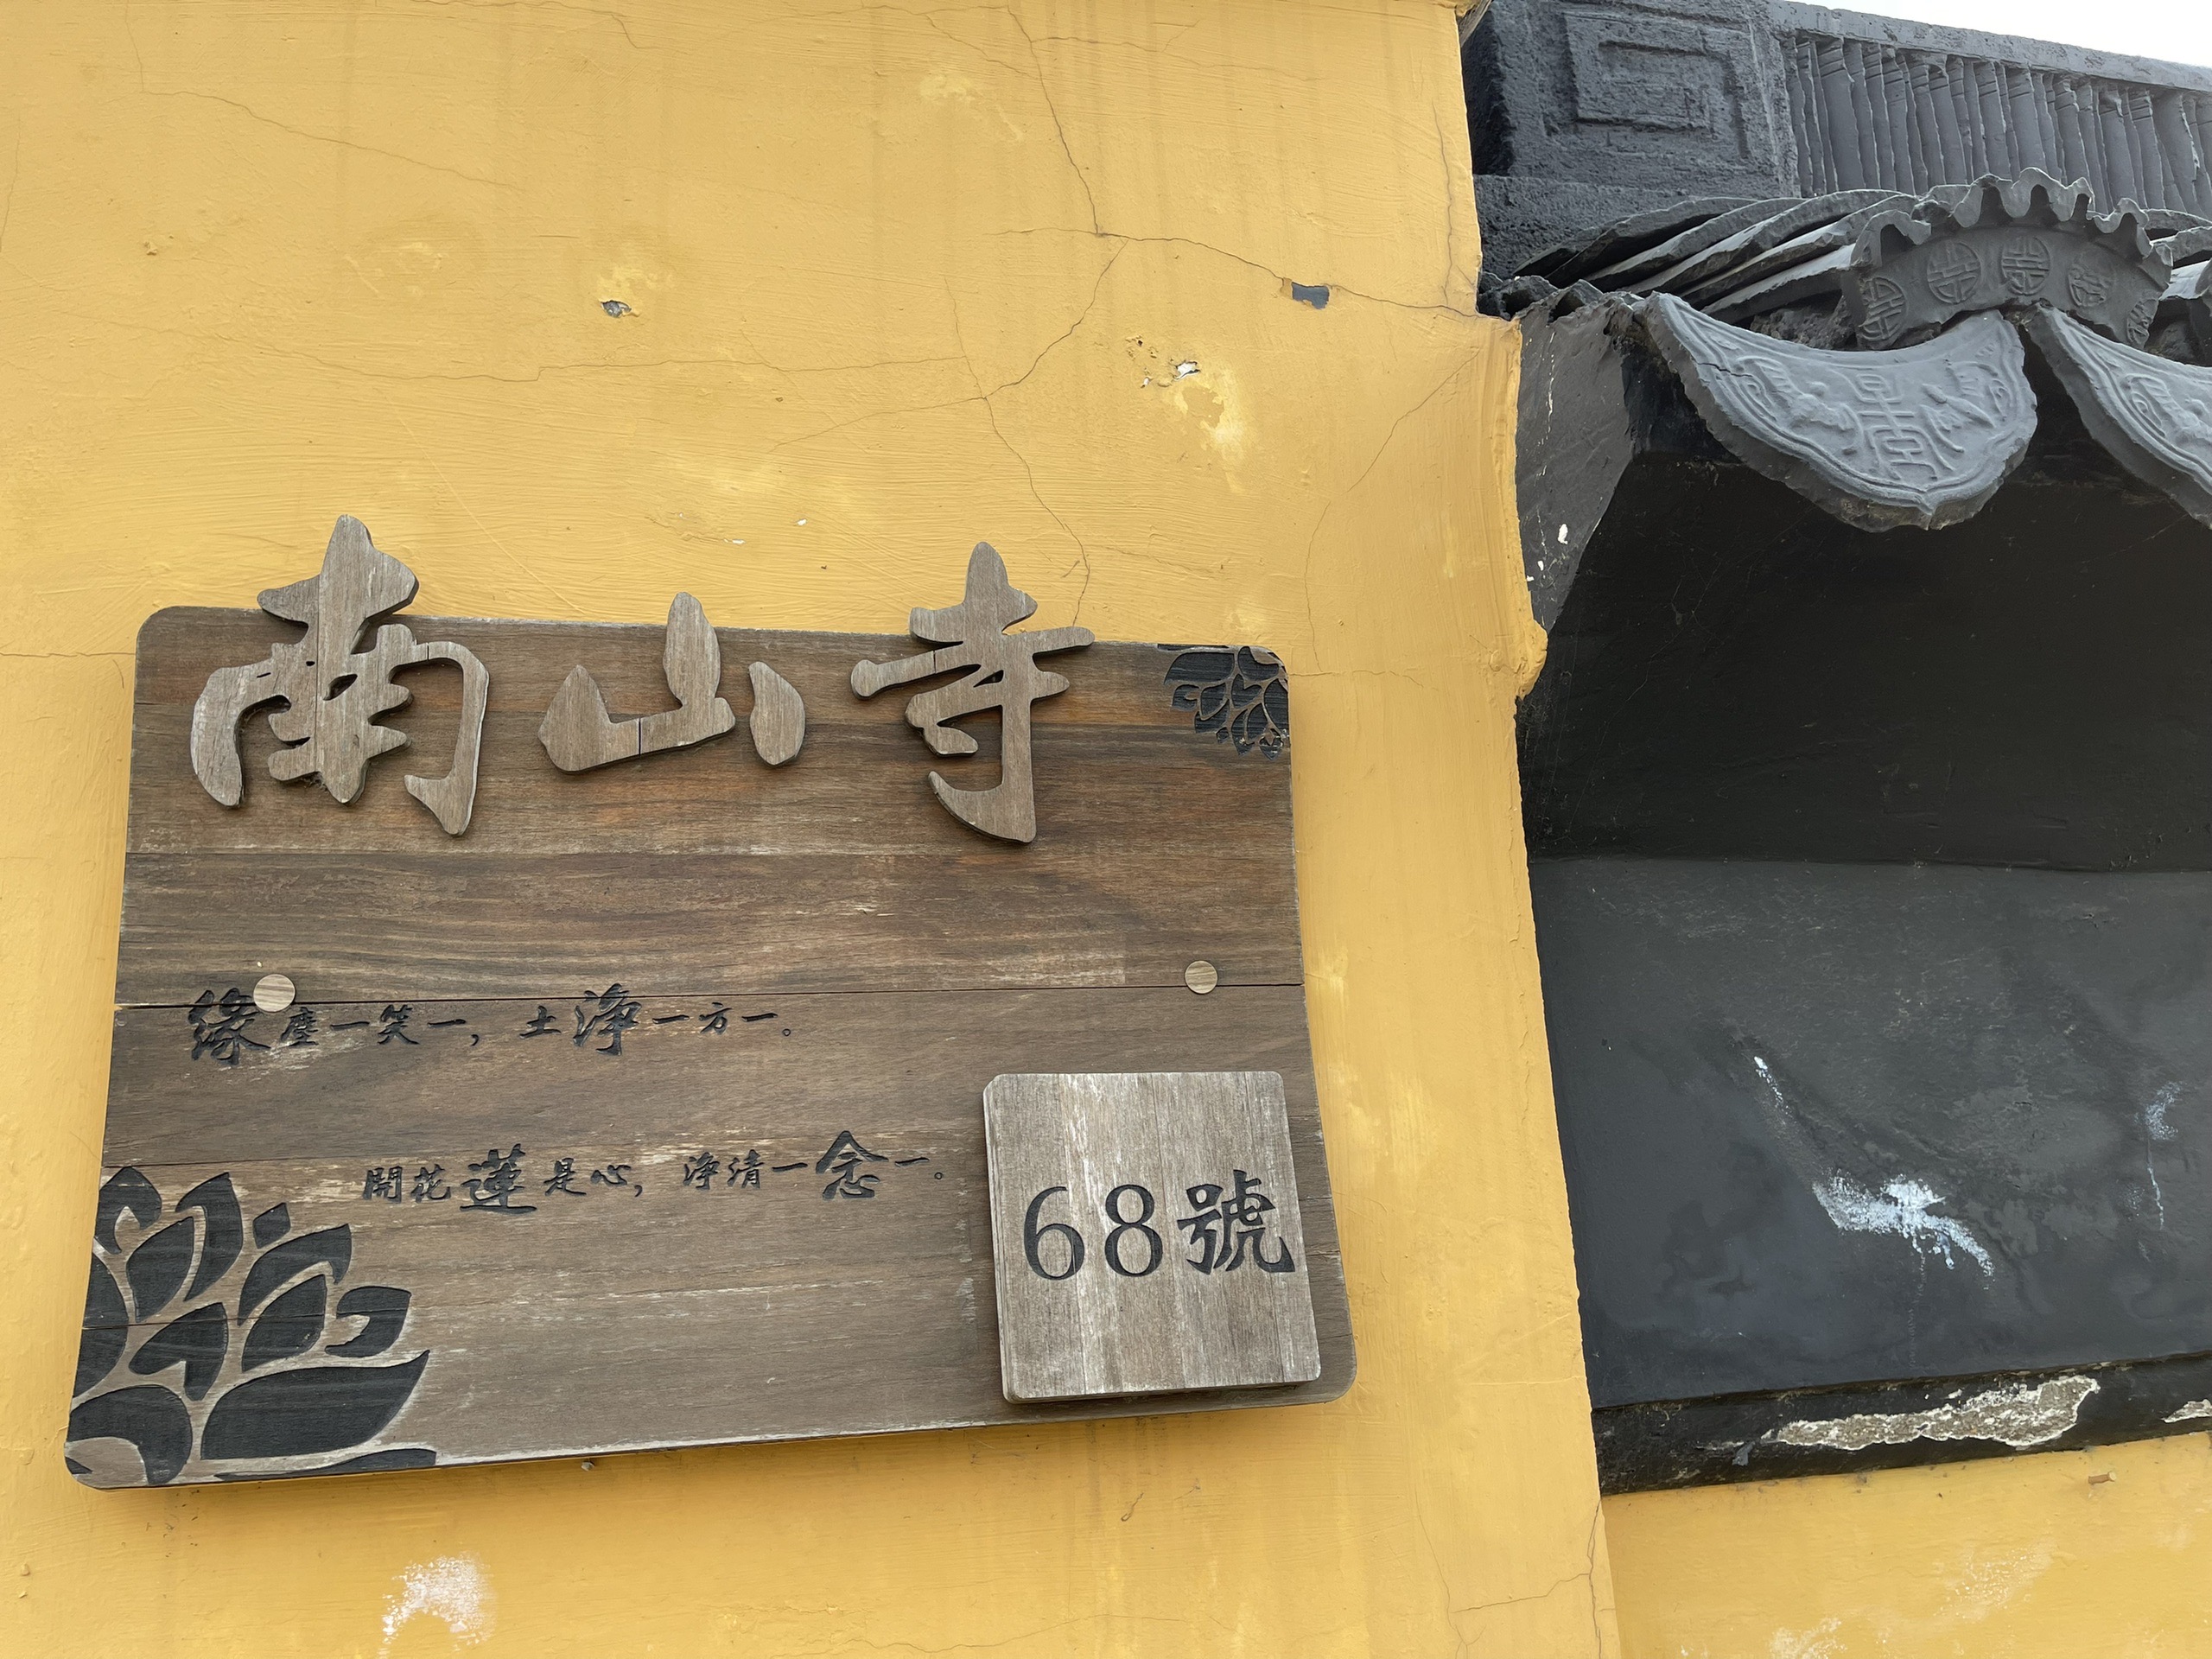 南山寺
緣塵一笑一，土淨一方一。
開花蓮是心，淨清一念一。
68號